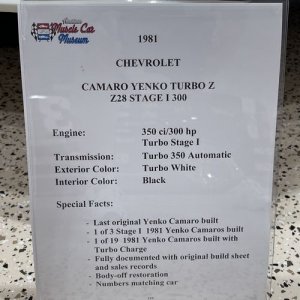 Muscle Car
Museum
1981
CHEVROLET
CAMARO YENKO TURBO Z
Z28 STAGE I 300
Engine: 350 ci/300 hp
Turbo Stage I
Transmission: Turbo 350 Automatic
Exterior Color: Turbo White
Interior Color: Black
Special Facts:
- Last original Yenko Camaro built
- 1 of 3 Stage I 1981 Yenko Camaros built
- 1 of 19 1981 Yenko Camaros built with
Turbo Charge
- Fully documented with original build sheet
and sales records
- Body-off restoration
- Numbers matching car